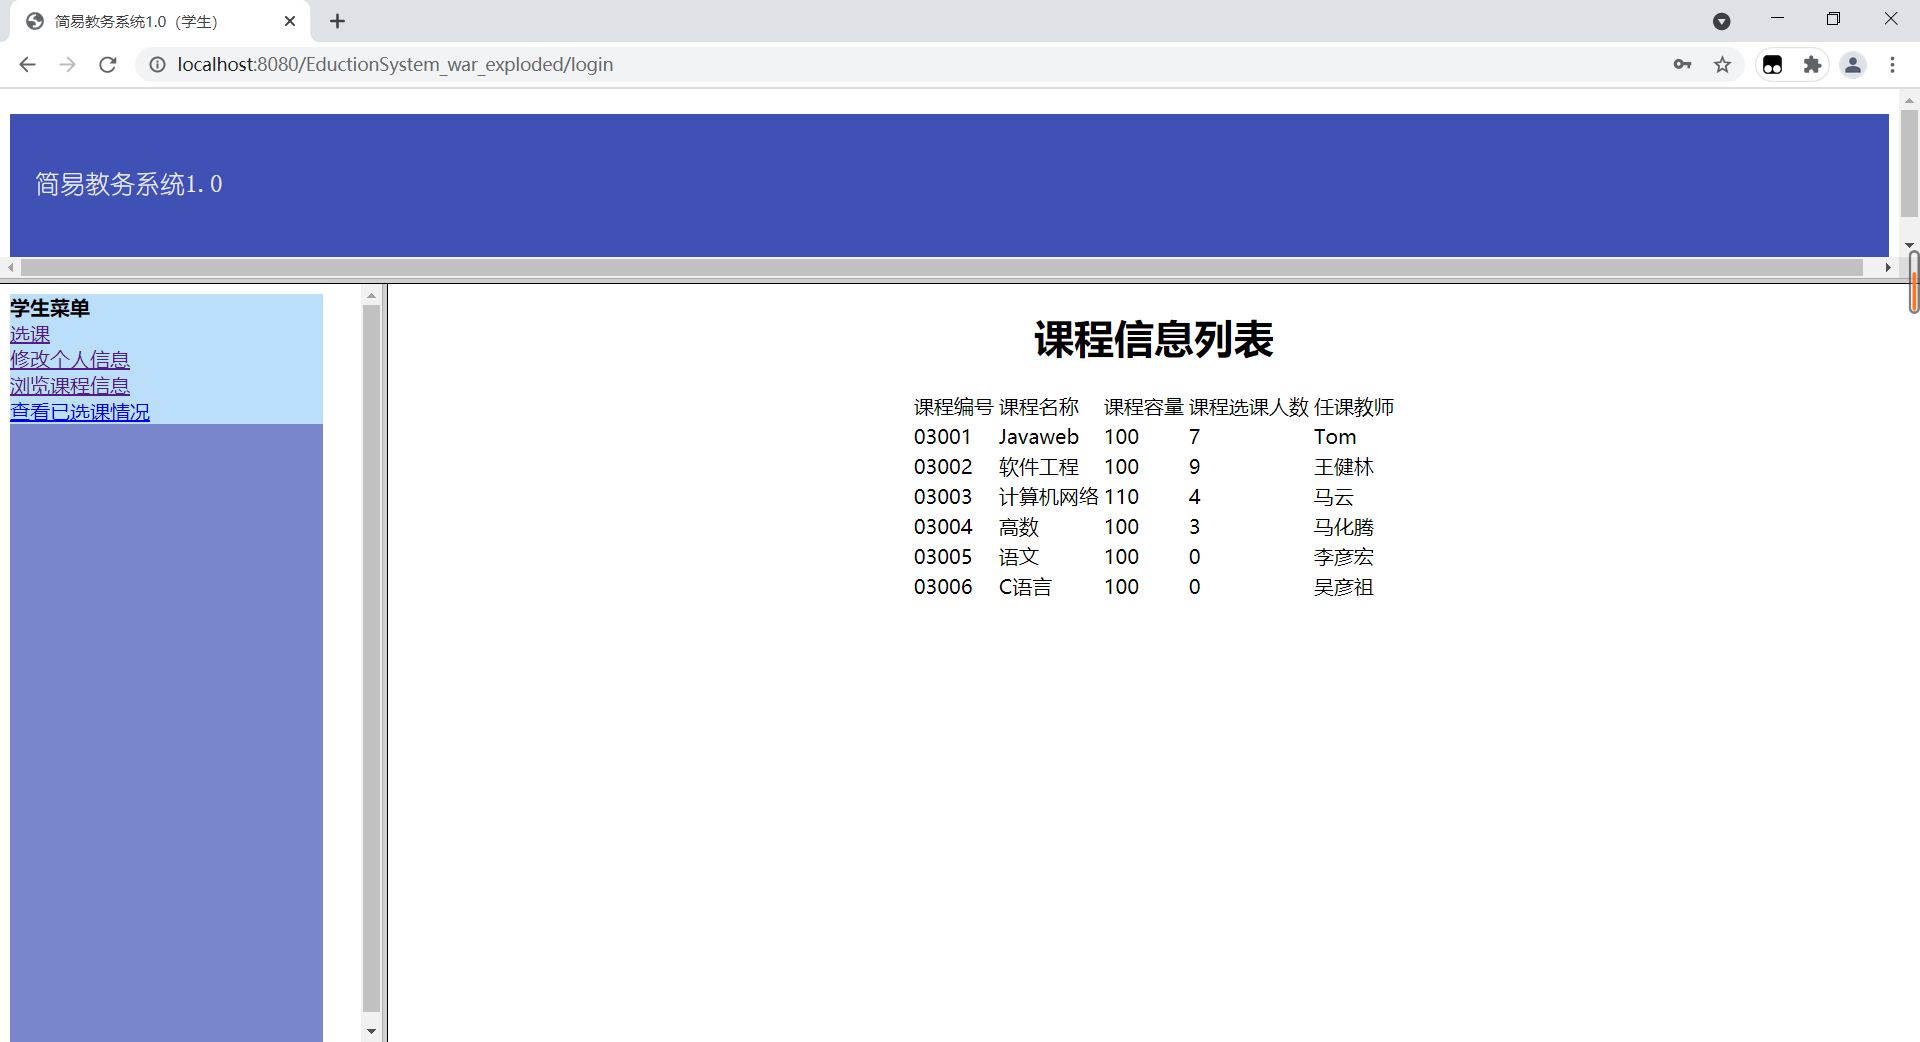 简易教务系统1.0（学生）
localhost:8080/EductionSystem_war_exploded/login
简易教务系统1.0
学生菜单
选课
修改个人信息
浏览课程信息
查看已选课情况
课程信息列表
课程编号 课程名称 课程容量 课程选课人数 任课教师
03001 Javaweb 100 7 Tom
03002 软件工程 100 9 王健林
03003 计算机网络 110 4 马云
03004 高数 100 3 马化腾
03005 语文 100 0 李彦宏
03006 C语言 100 0 吴彦祖